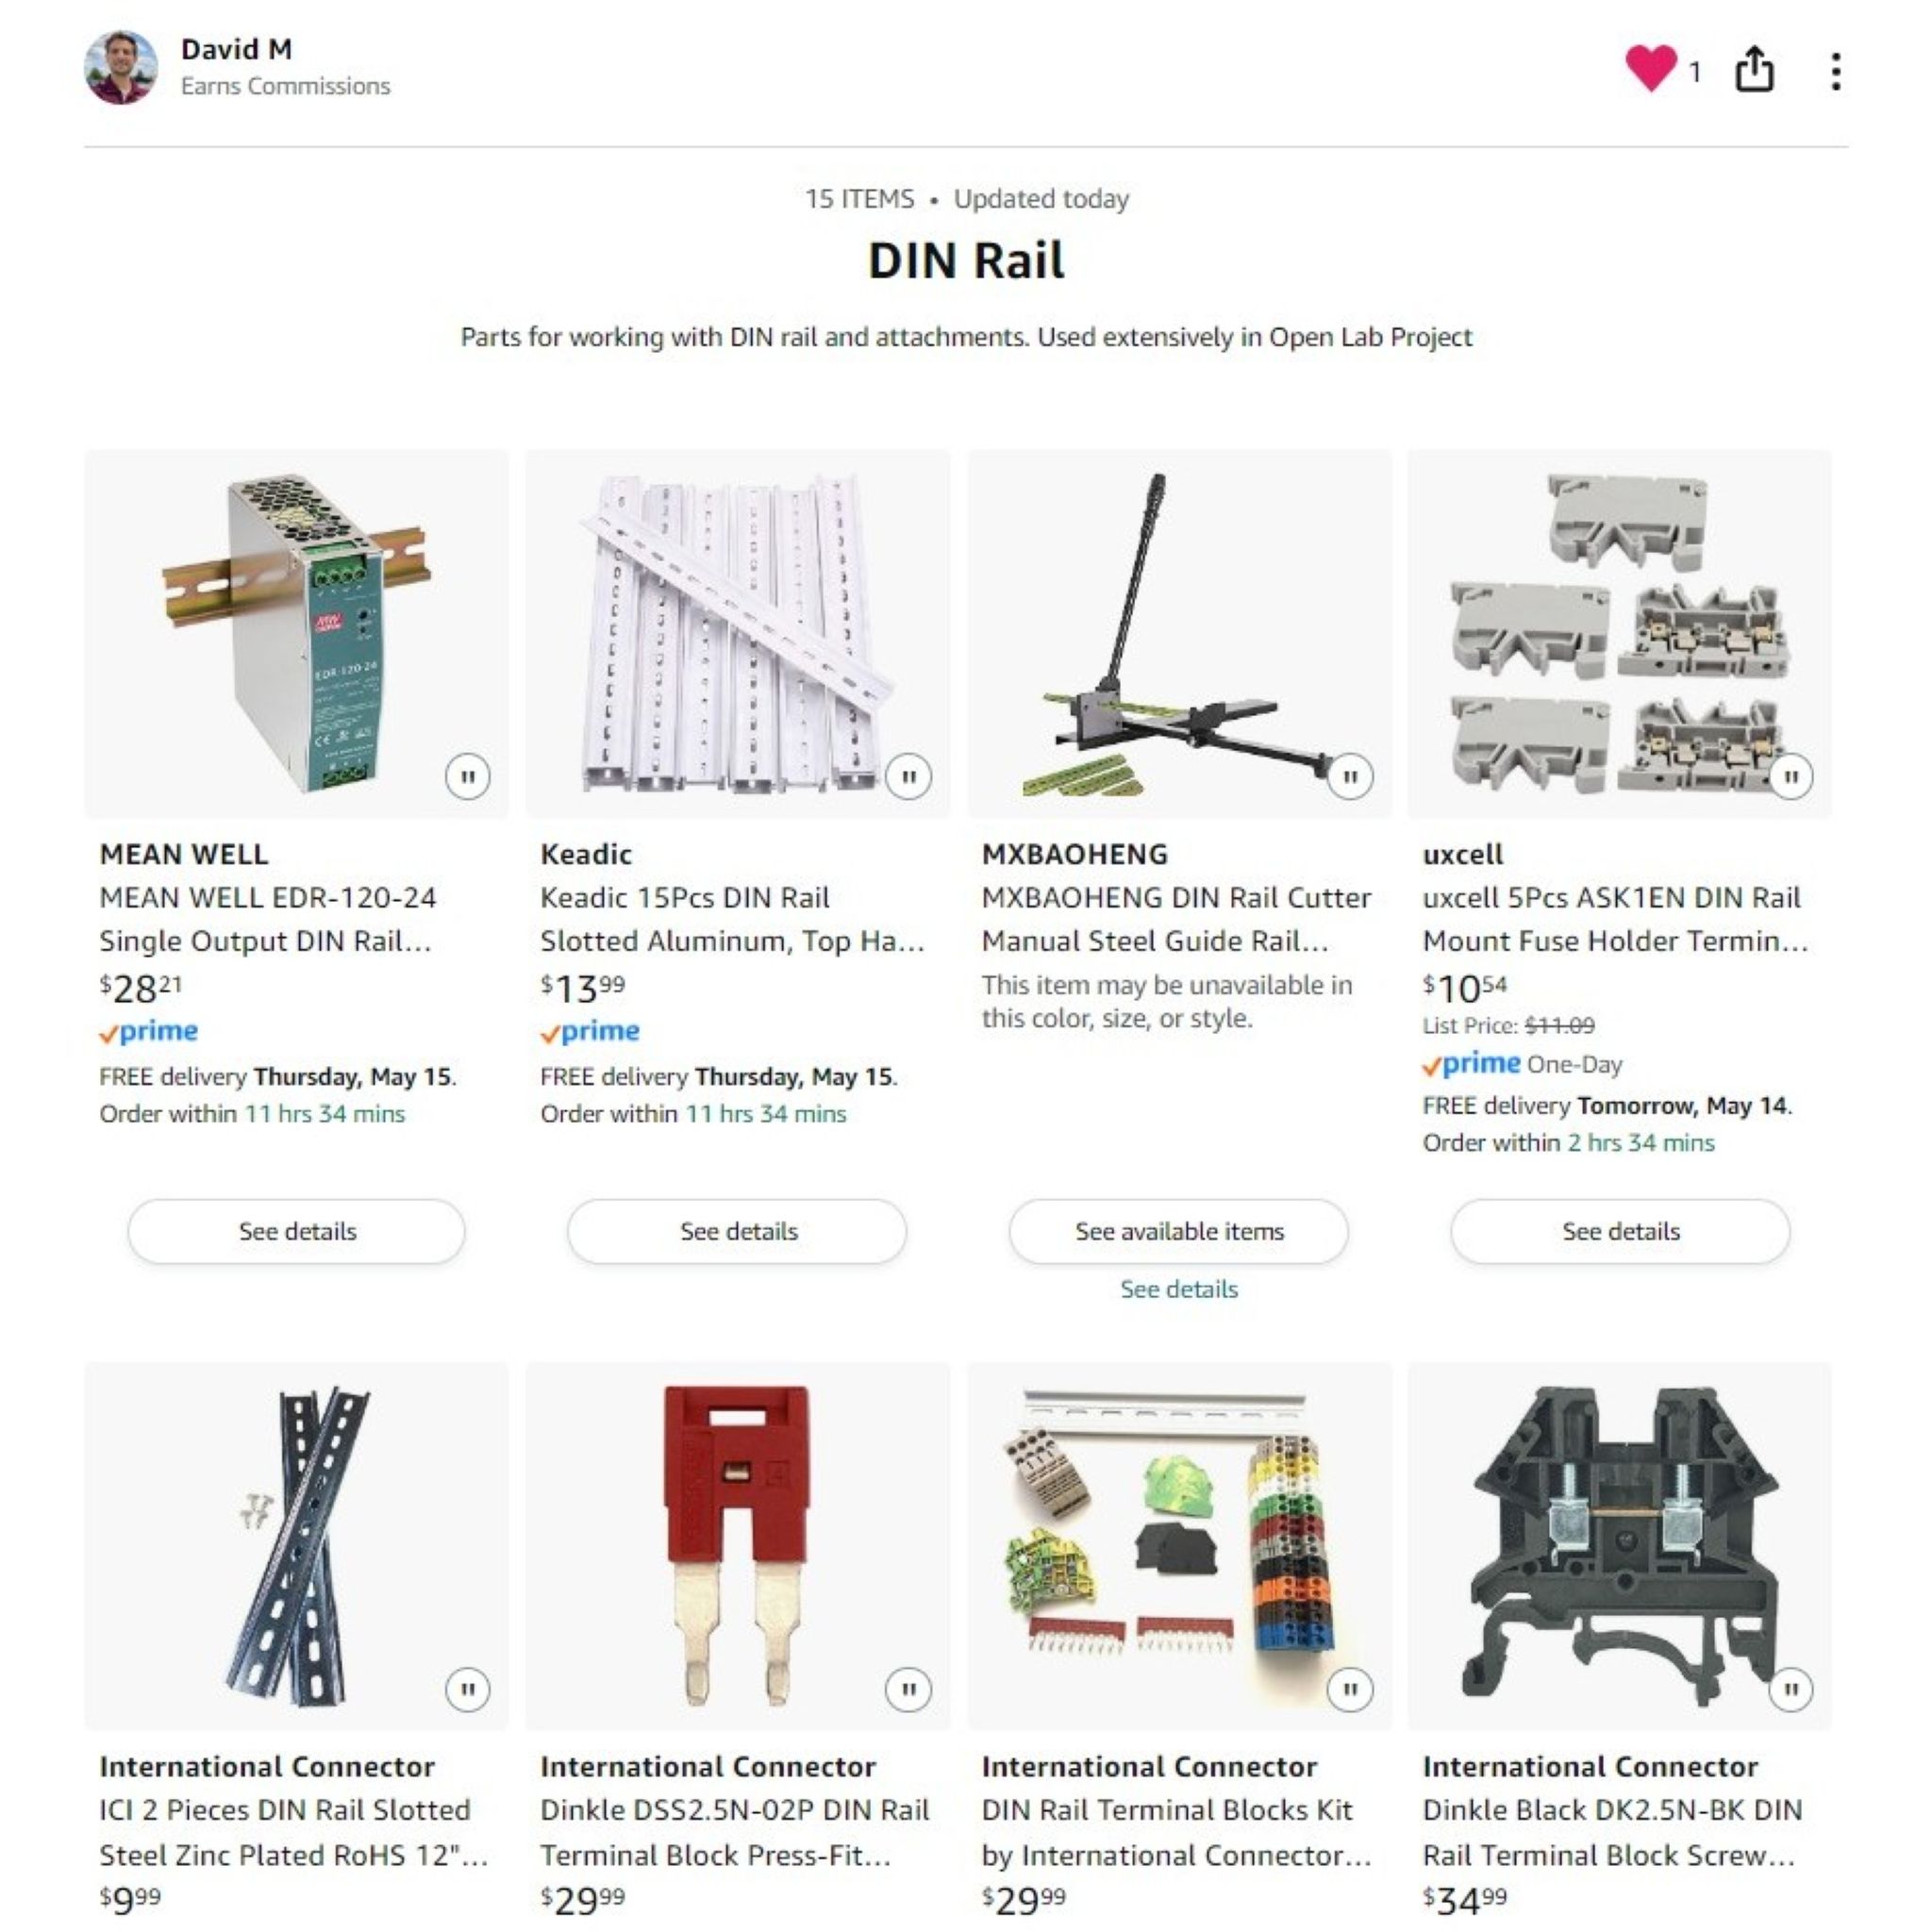 David M
Earns Commissions
1
15 ITEMS • Updated today
DIN Rail
Parts for working with DIN rail and attachments. Used extensively in Open Lab Project
EDR-120-24
MEAN WELL
MEAN WELL EDR-120-24
Single Output DIN Rail...
$28 21
prime
FREE delivery Thursday, May 15.
Order within 11 hrs 34 mins
See details
Keadic
Keadic 15Pcs DIN Rail
Slotted Aluminum, Top Ha...
$13 99
prime
FREE delivery Thursday, May 15.
Order within 11 hrs 34 mins
See details
MXBAOHENG
MXBAOHENG DIN Rail Cutter
Manual Steel Guide Rail...
This item may be unavailable in
this color, size, or style.
See available items
See details
uxcell
uxcell 5Pcs ASK1EN DIN Rail
Mount Fuse Holder Termin...
$10 54
List Price: $11.09
prime One-Day
FREE delivery Tomorrow, May 14.
Order within 2 hrs 34 mins
See details
International Connector
ICI 2 Pieces DIN Rail Slotted
Steel Zinc Plated RoHS 12"...
$9 99
International Connector
Dinkle DSS2.5N-02P DIN Rail
Terminal Block Press-Fit...
$29 99
International Connector
DIN Rail Terminal Blocks Kit
by International Connector...
$29 99
International Connector
Dinkle Black DK2.5N-BK DIN
Rail Terminal Block Screw...
$34 99